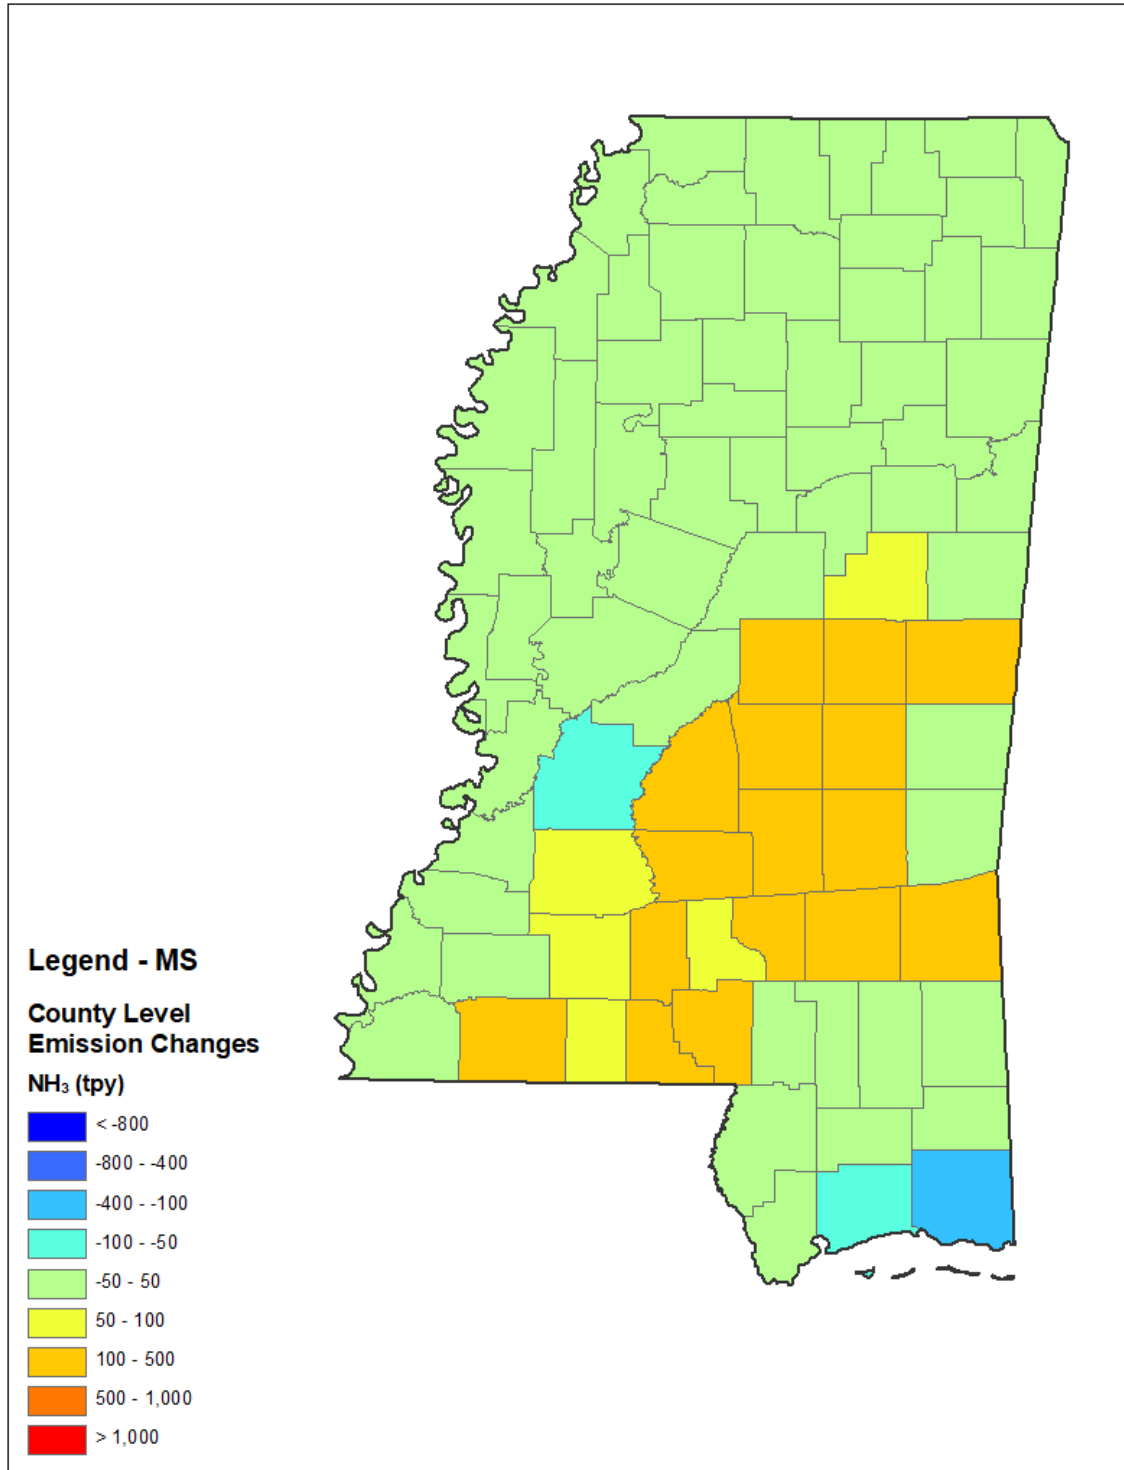 Legend - MS
County Level
Emission Changes
NH₃ (tpy)
< -800
-800 - -400
-400 - -100
-100 - -50
-50 - 50
50 - 100
100 - 500
500 - 1,000
> 1,000